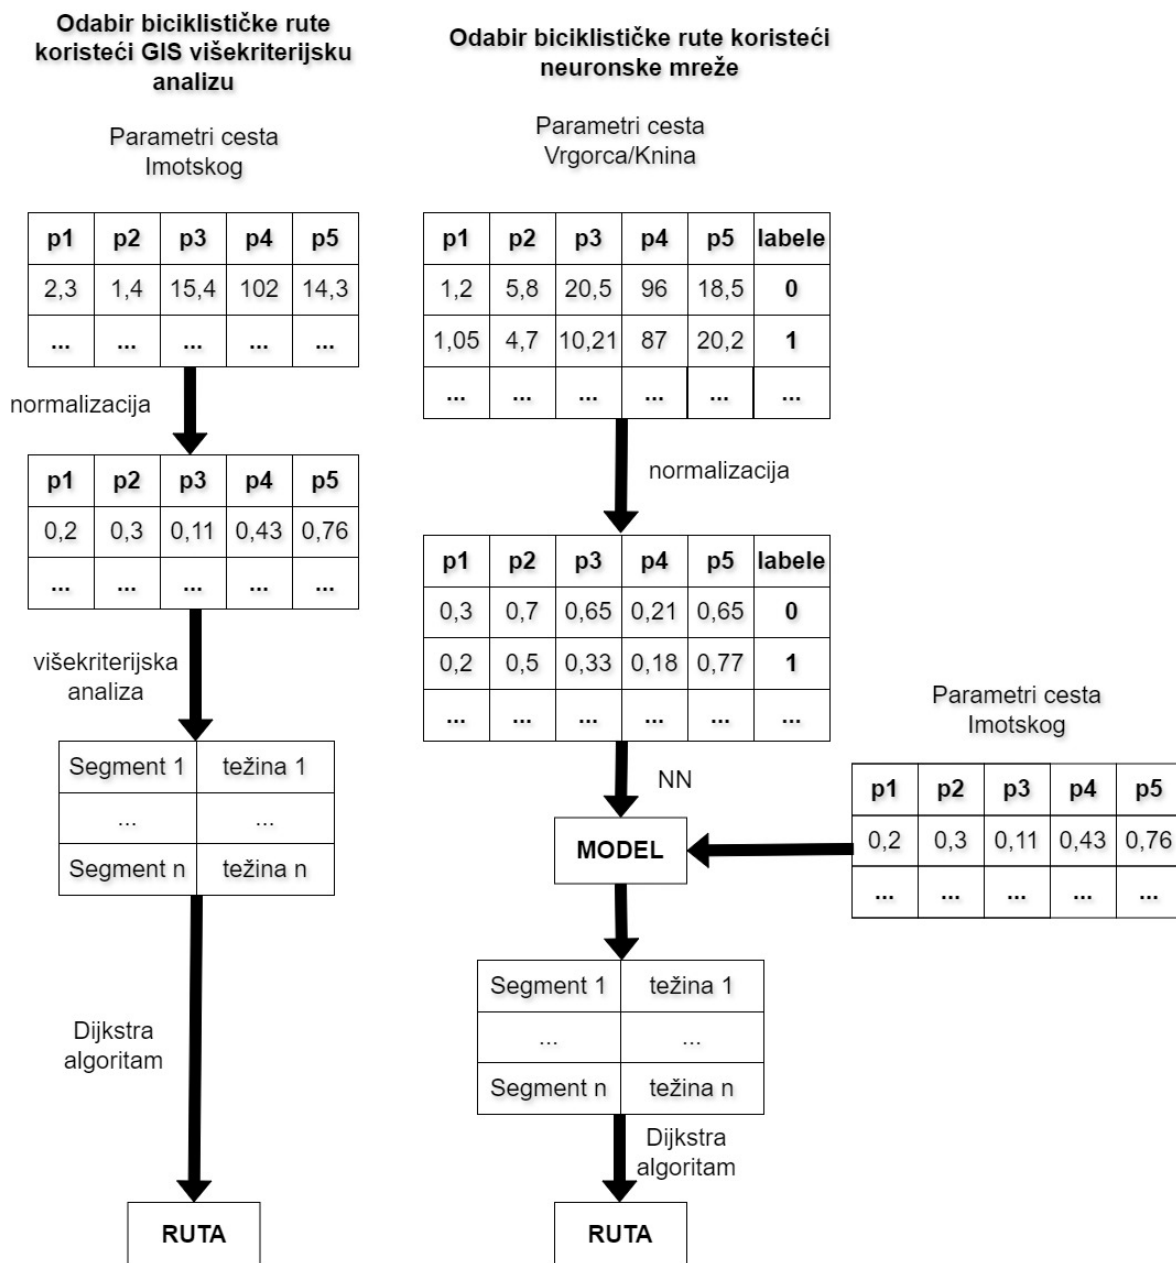 Odabir biciklističke rute
koristeći GIS višekriterijsku
analizu
Parametri cesta
Imotskog
p1 p2 p3 p4 p5
2,3 1,4 15,4 102 14,3
... ... ... ... ...
normalizacija
p1 p2 p3 p4 p5
0,2 0,3 0,11 0,43 0,76
... ... ... ... ...
višekriterijska
analiza
Segment 1 težina 1
... ...
Segment n težina n
Dijkstra
algoritam
RUTA
Odabir biciklističke rute koristeći
neuronske mreže
Parametri cesta
Vrgorca/Knina
p1 p2 p3 p4 p5 labele
1,2 5,8 20,5 96 18,5 0
1,05 4,7 10,21 87 20,2 1
... ... ... ... ... ...
normalizacija
p1 p2 p3 p4 p5 labele
0,3 0,7 0,65 0,21 0,65 0
0,2 0,5 0,33 0,18 0,77 1
... ... ... ... ... ...
NN
MODEL
Parametri cesta
Imotskog
p1 p2 p3 p4 p5
0,2 0,3 0,11 0,43 0,76
... ... ... ... ...
Segment 1 težina 1
... ...
Segment n težina n
Dijkstra
algoritam
RUTA